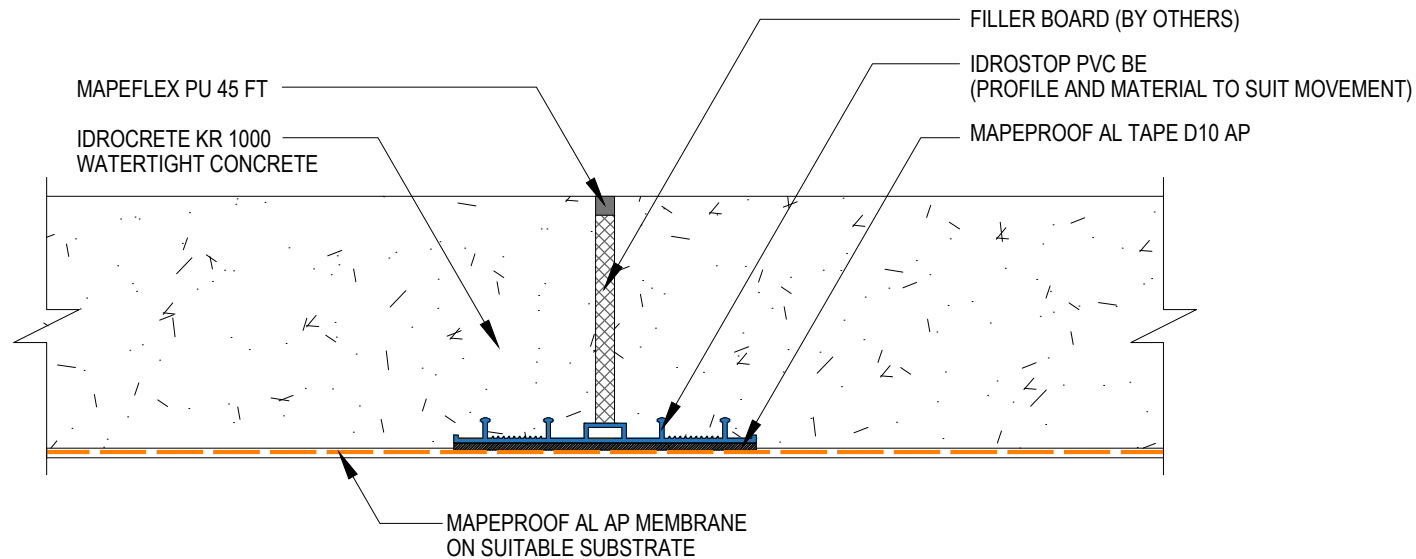 FILLER BOARD (BY OTHERS)
IDROSTOP PVC BE
(PROFILE AND MATERIAL TO SUIT MOVEMENT)
MAPEPROOF AL TAPE D10 AP
MAPEFLEX PU 45 FT
IDROCRETE KR 1000
WATERTIGHT CONCRETE
MAPEPROOF AL AP MEMBRANE
ON SUITABLE SUBSTRATE